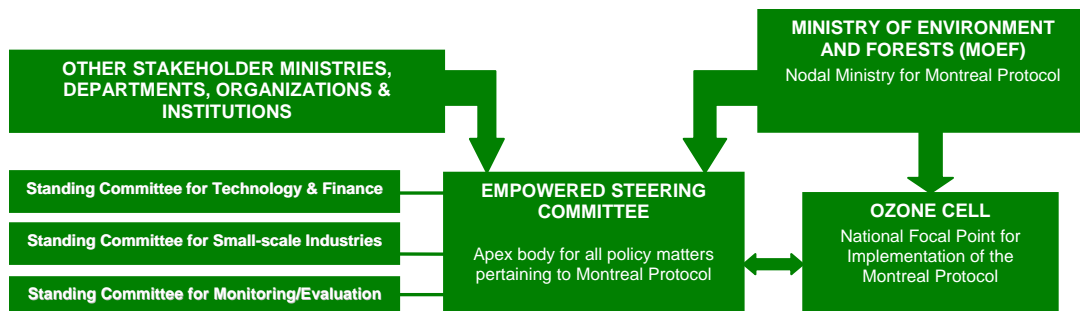 OTHER STAKEHOLDER MINISTRIES,
DEPARTMENTS, ORGANIZATIONS &
INSTITUTIONS
MINISTRY OF ENVIRONMENT
AND FORESTS (MOEF)
Nodal Ministry for Montreal Protocol
Standing Committee for Technology & Finance
Standing Committee for Small-scale Industries
Standing Committee for Monitoring/Evaluation
EMPOWERED STEERING
COMMITTEE
Apex body for all policy matters
pertaining to Montreal Protocol
OZONE CELL
National Focal Point for
Implementation of the
Montreal Protocol